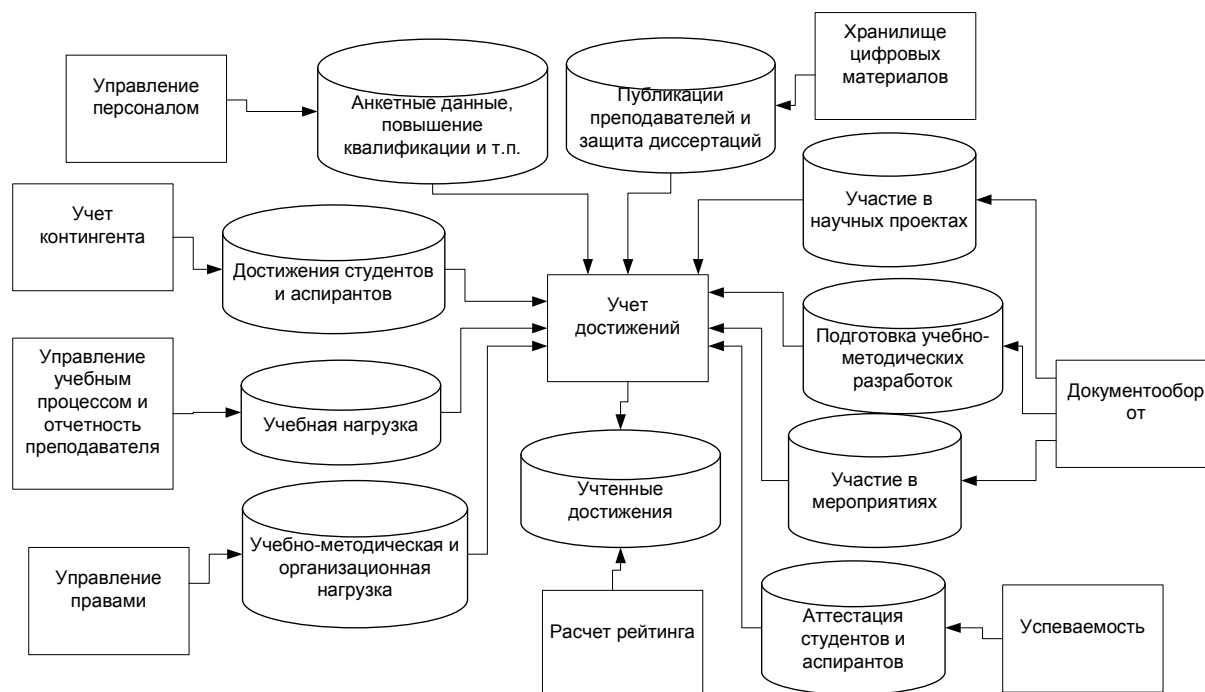 Хранилище
цифровых
материалов
Управление
персоналом
Анкетные данные,
повышение
квалификации и т.п.
Публикации
преподавателей и
защита диссертаций
Участие в
научных проектах
Учет
контингента
Достижения студентов
и аспирантов
Учет
достижений
Подготовка учебно-
методических
разработок
Управление
учебным
процессом и
отчетность
преподавателя
Учебная нагрузка
Документообор
от
Участие в
мероприятиях
Учтенные
достижения
Учебно-методическая и
организационная
нагрузка
Управление
правами
Расчет рейтинга
Аттестация
студентов и
аспирантов
Успеваемость